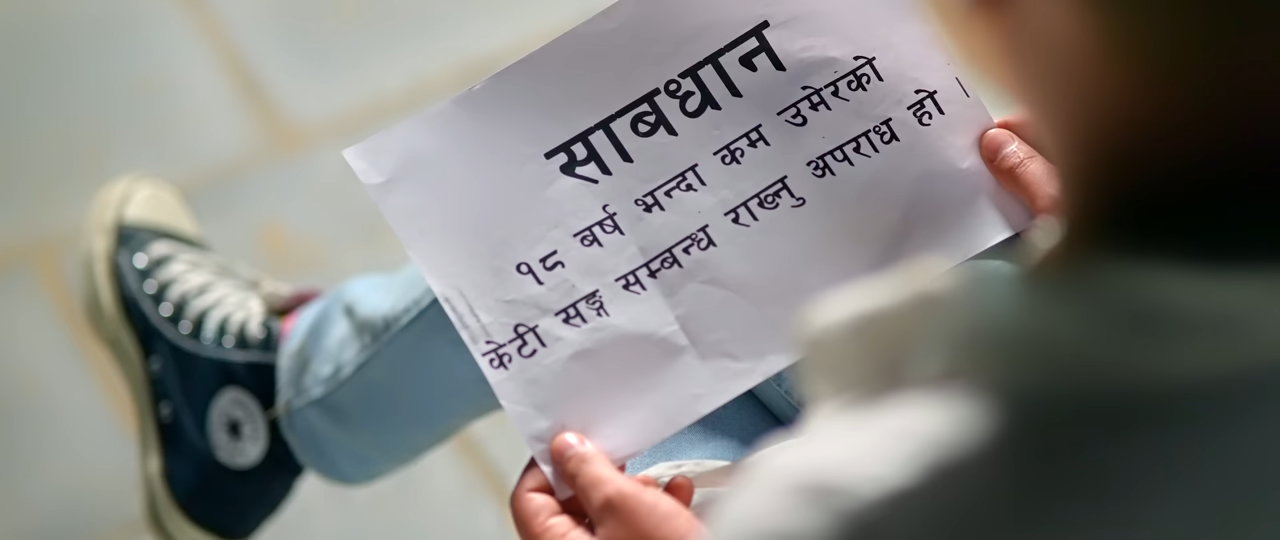 साबधान
१८ बर्ष भन्दा कम उमेरको
केटी सङ्ग सम्बन्ध राख्नु अपराध हो ।